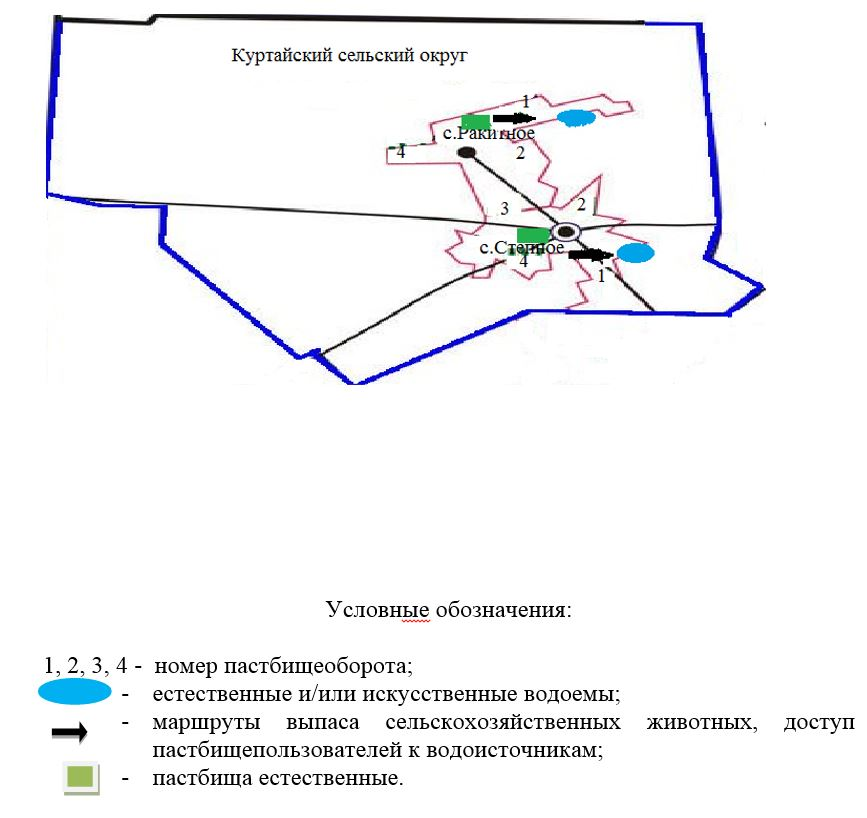 Куртайский сельский округ
1
с.Ракитное
4
2
3
2
с.Степное
4
1
Условные обозначения:
1, 2, 3, 4 - номер пастбищеоборота;
- естественные и/или искусственные водоемы;
- маршруты выпаса сельскохозяйственных животных, доступ
пастбищепользователей к водоисточникам;
- пастбища естественные.